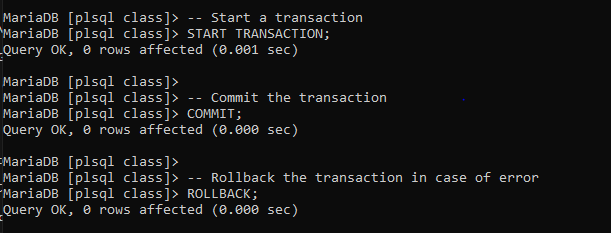 MariaDB [plsql class]> -- Start a transaction
MariaDB [plsql class]> START TRANSACTION;
Query OK, 0 rows affected (0.001 sec)
MariaDB [plsql class]>
MariaDB [plsql class]> -- Commit the transaction
MariaDB [plsql class]> COMMIT;
Query OK, 0 rows affected (0.000 sec)
MariaDB [plsql class]>
MariaDB [plsql class]> -- Rollback the transaction in case of error
MariaDB [plsql class]> ROLLBACK;
Query OK, 0 rows affected (0.000 sec)